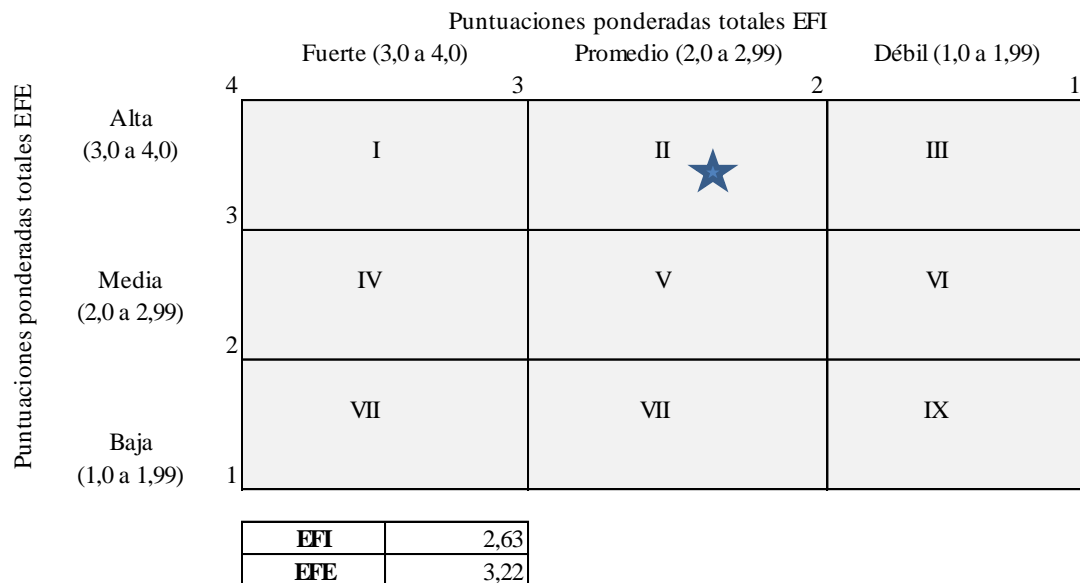 Puntuaciones ponderadas totales EFI
Fuerte (3,0 a 4,0) Promedio (2,0 a 2,99) Débil (1,0 a 1,99)
4 3 2 1
Puntuaciones ponderadas totales EFE
Alta
(3,0 a 4,0)
I II III
3
Media
(2,0 a 2,99)
IV V VI
2
VII VII IX
Baja
(1,0 a 1,99)
1
EFI 2,63
EFE 3,22